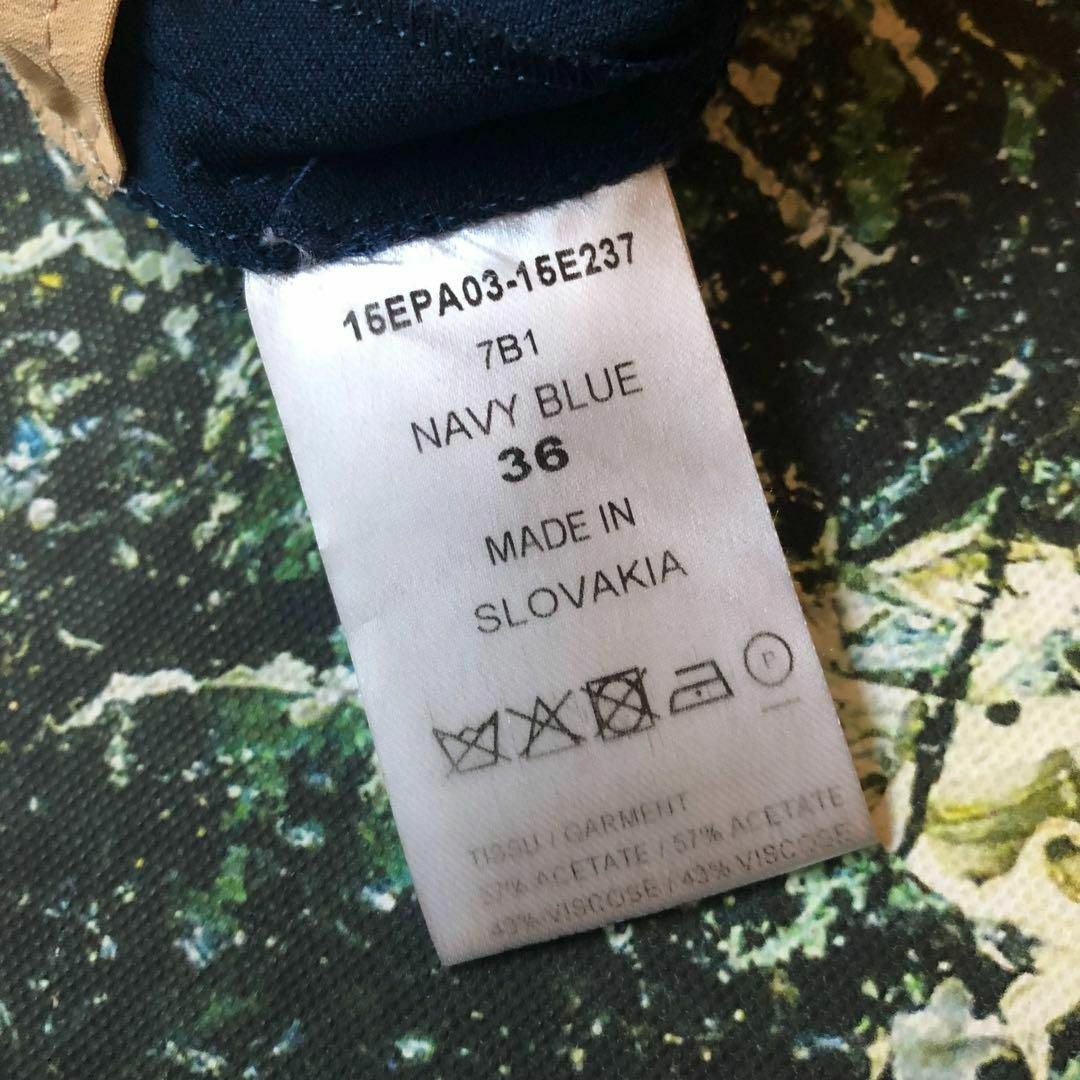 15EPA03-15E237
7B1
NAVY BLUE
36
MADE IN
SLOVAKIA
P
TISSU / GARMENT
57% ACETATE / 57% ACETATE
43% VISCOSE / 43% VISCOSE